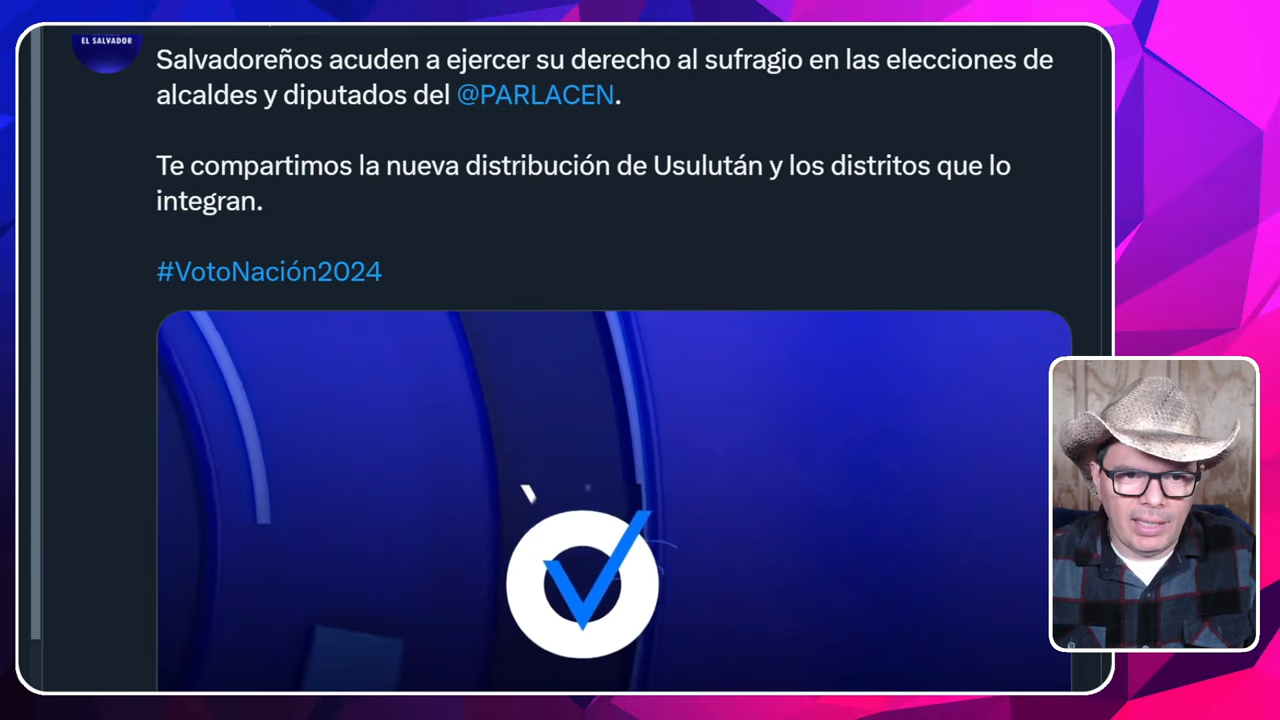 EL SALVADOR
Salvadoreños acuden a ejercer su derecho al sufragio en las elecciones de
alcaldes y diputados del @PARLACEN.
Te compartimos la nueva distribución de Usulután y los distritos que lo
integran.
#VotoNación2024